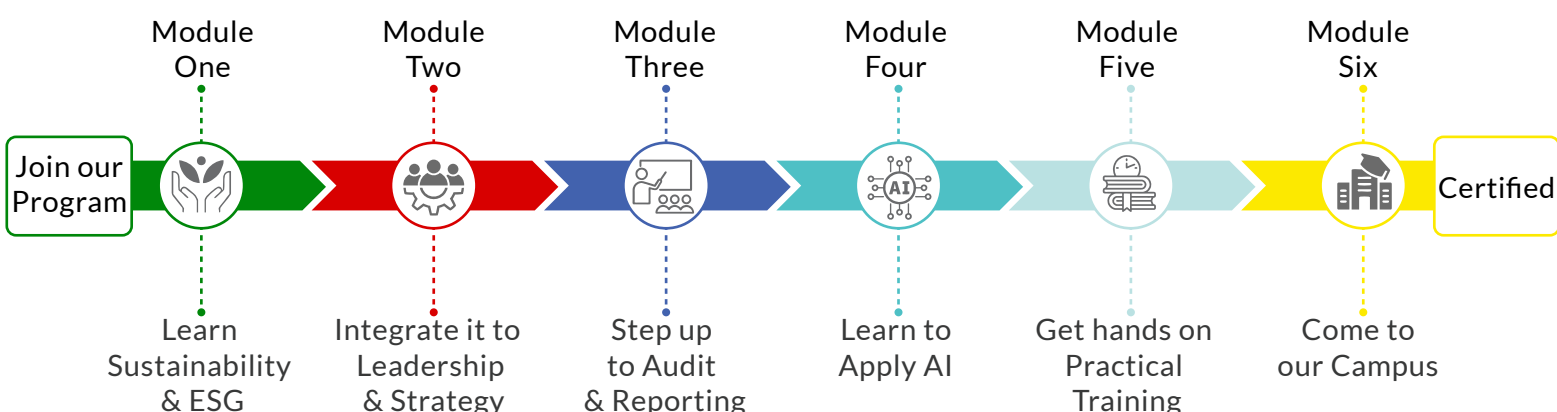 Module
One
Module
Two
Module
Three
Module
Four
Module
Five
Module
Six
Join our
Program
AI
Certified
Learn
Sustainability
& ESG
Integrate it to
Leadership
& Strategy
Step up
to Audit
& Reporting
Learn to
Apply AI
Get hands on
Practical
Training
Come to
our Campus